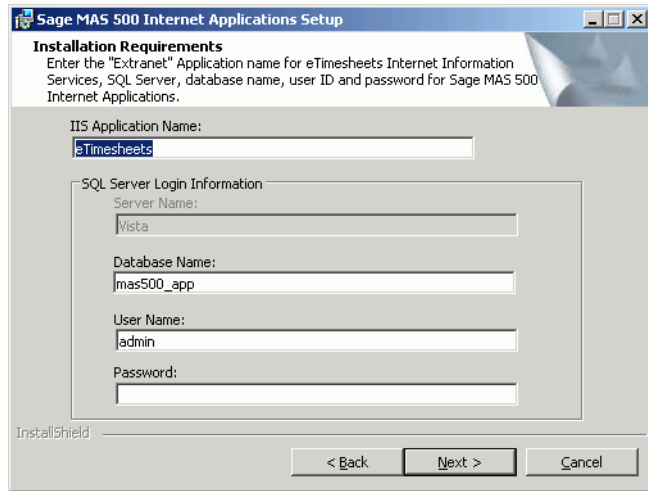 Sage MAS 500 Internet Applications Setup
Installation Requirements
Enter the "Extranet" Application name for eTimesheets Internet Information
Services, SQL Server, database name, user ID and password for Sage MAS 500
Internet Applications.
IIS Application Name:
eTimesheets
SQL Server Login Information
Server Name:
Vista
Database Name:
mas500_app
User Name:
admin
Password:
InstallShield
< Back Next > Cancel